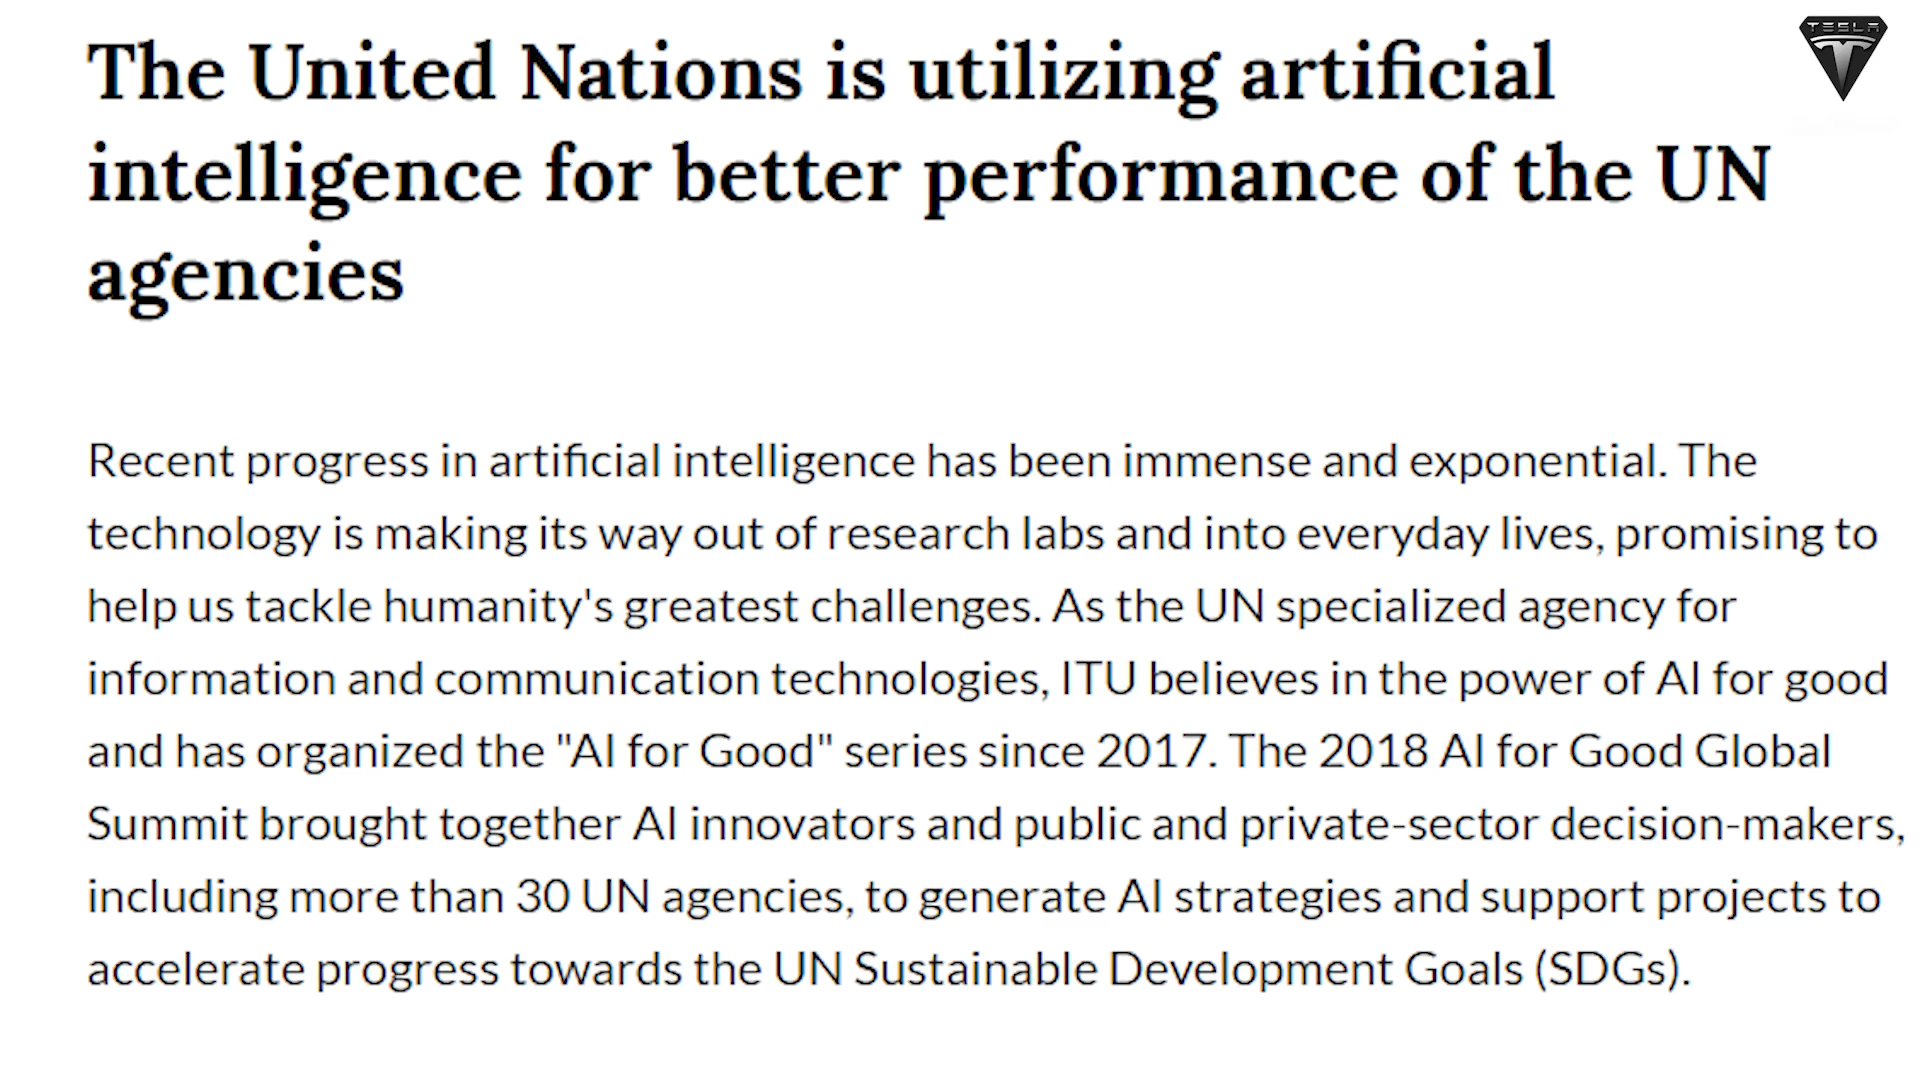 TESLA
The United Nations is utilizing artificial
intelligence for better performance of the UN
agencies
Recent progress in artificial intelligence has been immense and exponential. The
technology is making its way out of research labs and into everyday lives, promising to
help us tackle humanity's greatest challenges. As the UN specialized agency for
information and communication technologies, ITU believes in the power of AI for good
and has organized the "AI for Good" series since 2017. The 2018 AI for Good Global
Summit brought together AI innovators and public and private-sector decision-makers,
including more than 30 UN agencies, to generate AI strategies and support projects to
accelerate progress towards the UN Sustainable Development Goals (SDGs).